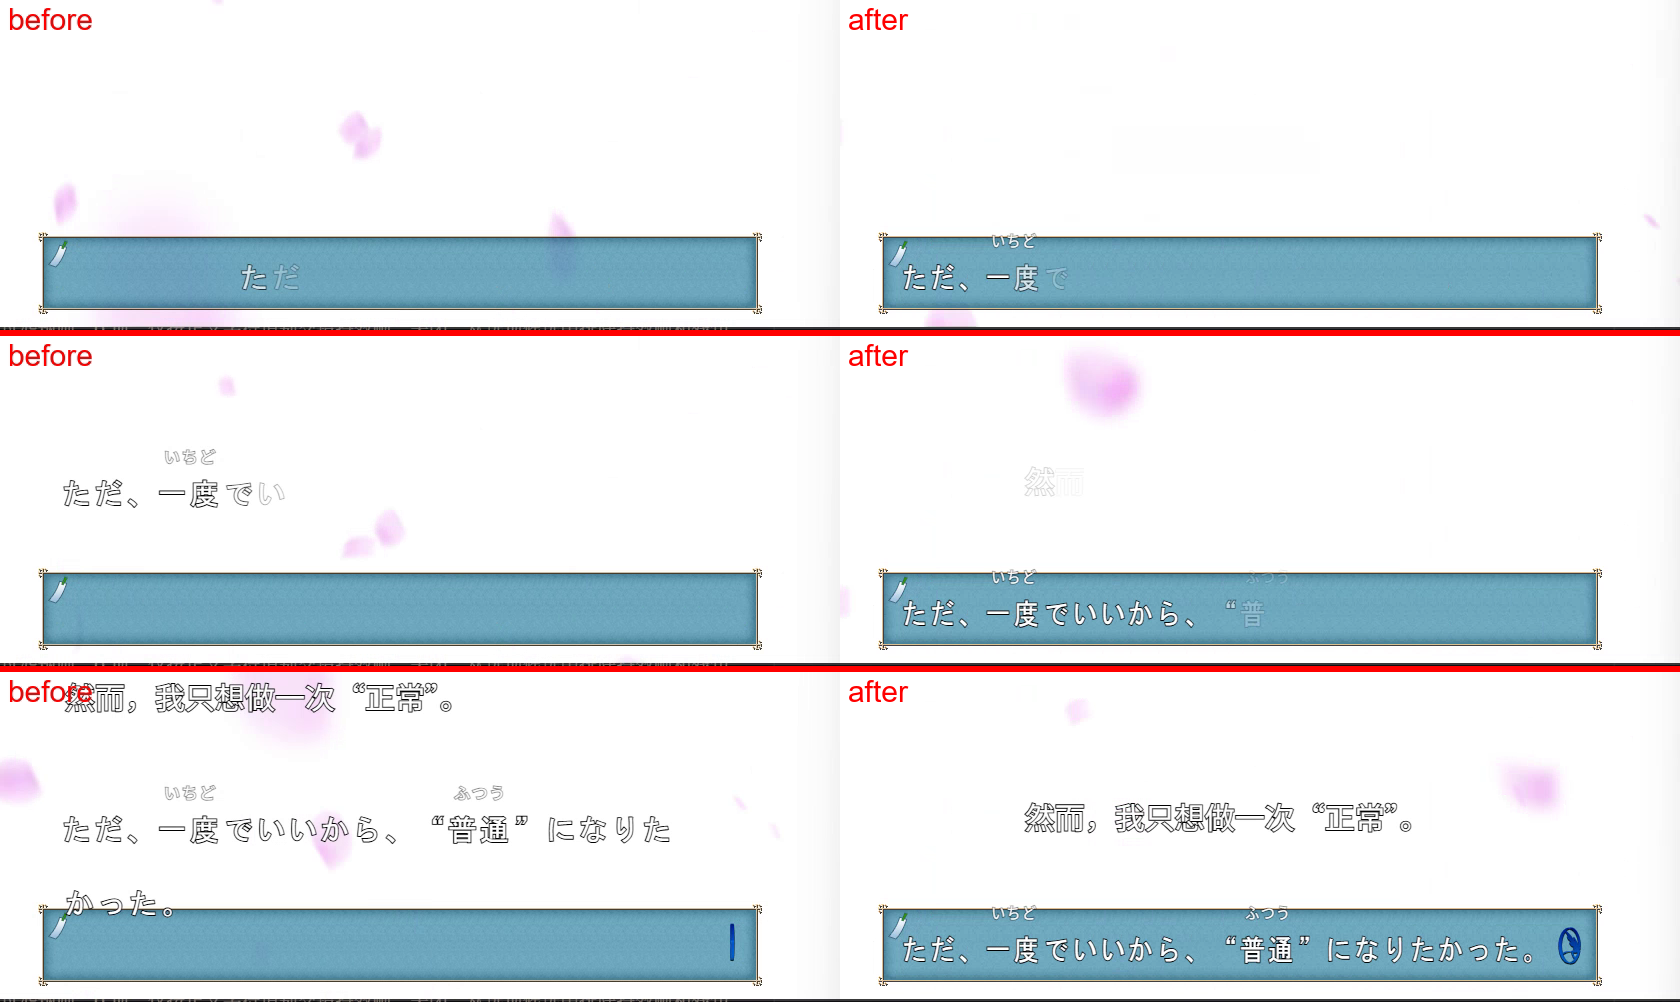 before
ただ
after
いちど
ただ、一度で
before
いちど
ただ、一度でい
after
然而
いちど ふつう
ただ、一度でいいから、“普
before
然而，我只想做一次“正常”。
いちど ふつう
ただ、一度でいいから、“普通”になりた
かった。
after
然而，我只想做一次“正常”。
いちど ふつう
ただ、一度でいいから、“普通”になりたかった。